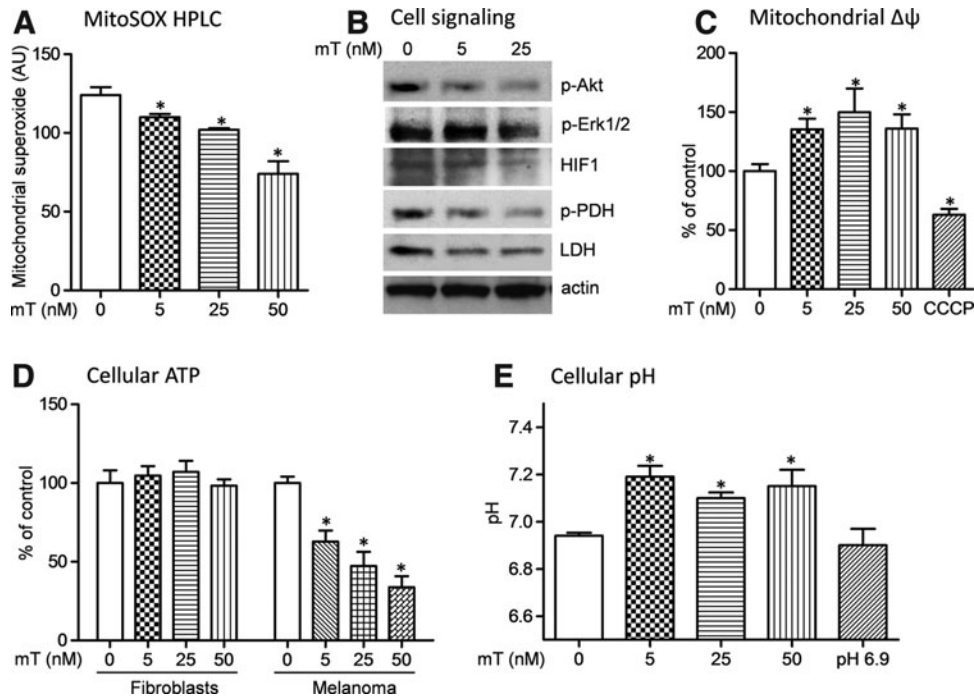 A MitoSOX HPLC
Mitochondrial superoxide (AU)
150
100
50
0
* * *
mT (nM) 0 5 25 50
B Cell signaling
mT (nM) 0 5 25
p-Akt
p-Erk1/2
HIF1
p-PDH
LDH
actin
C Mitochondrial Δψ
% of control
200
150
100
50
0
* * * *
mT (nM) 0 5 25 50 CCCP
D Cellular ATP
% of control
150
100
50
0
* * *
mT (nM) 0 5 25 50 0 5 25 50
Fibroblasts Melanoma
E Cellular pH
pH
7.4
7.2
7.0
6.8
6.6
* * *
mT (nM) 0 5 25 50 pH 6.9